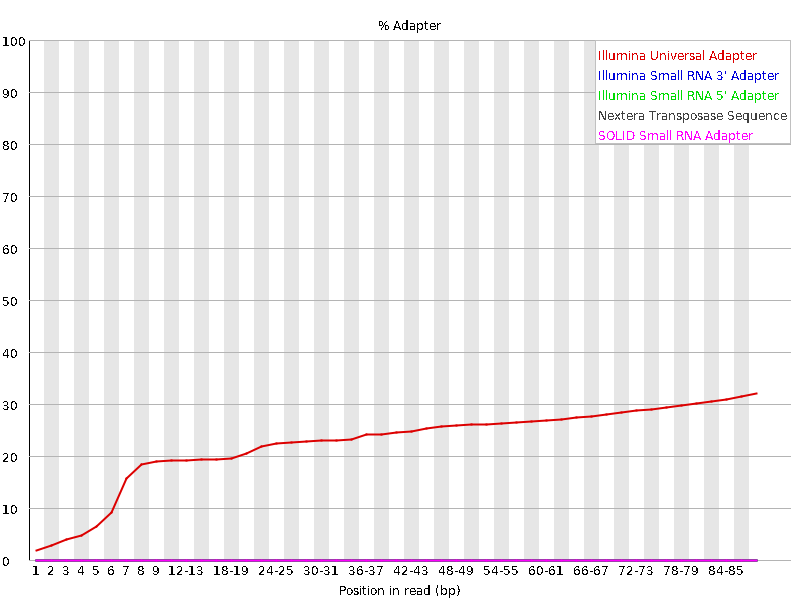 % Adapter
100
90
80
70
60
50
40
30
20
10
0
Illumina Universal Adapter
Illumina Small RNA 3' Adapter
Illumina Small RNA 5' Adapter
Nextera Transposase Sequence
SOLID Small RNA Adapter
1 2 3 4 5 6 7 8 9 12-13 18-19 24-25 30-31 36-37 42-43 48-49 54-55 60-61 66-67 72-73 78-79 84-85
Position in read (bp)